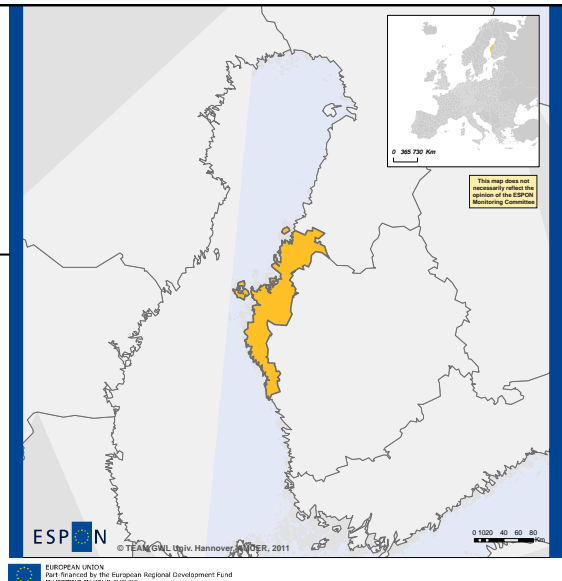 0 365 730 Km
This map does not
necessarily reflect the
opinion of the ESPON
Monitoring Committee
ESPON
© TEAM GWL Univ. Hannover
ER, 2011
0 10 20 40 60 80
Km
EUROPEAN UNION
Part-financed by the European Regional Development Fund